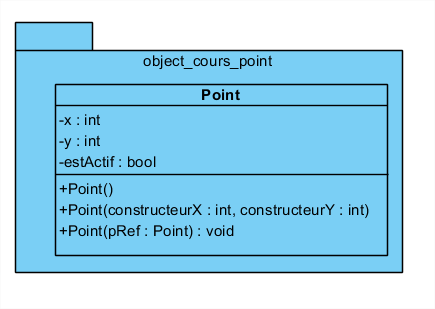 object_cours_point
Point
-x : int
-y : int
-estActif : bool
+Point()
+Point(constructeurX : int, constructeurY : int)
+Point(pRef : Point) : void